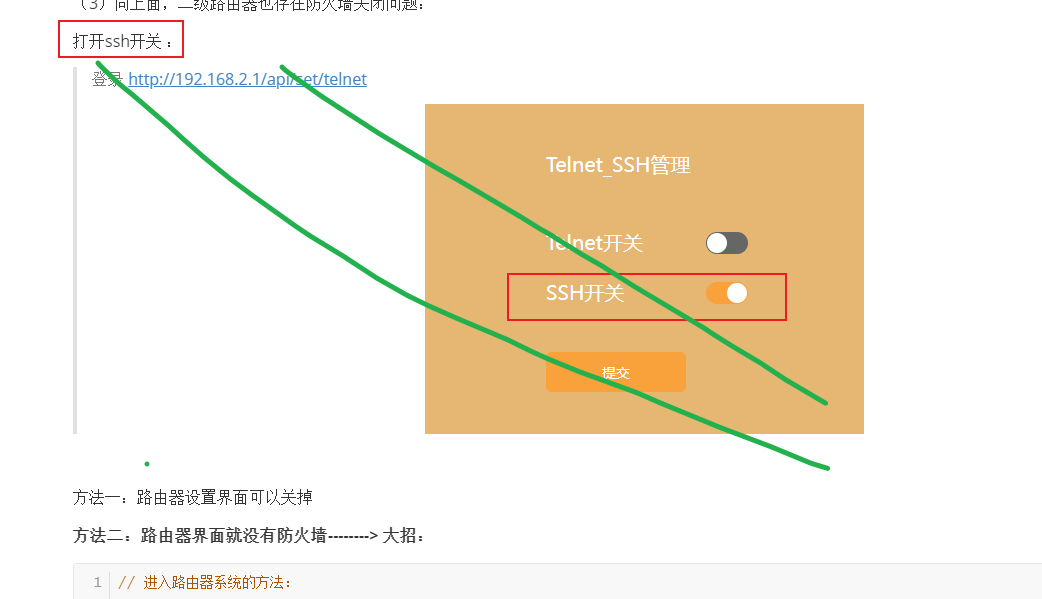 (3)同上面，二级路由器也存在防火墙关闭问题：
打开ssh开关 ：
登录 http://192.168.2.1/api/set/telnet
Telnet_SSH管理
Telnet开关
SSH开关
提交
方法一：路由器设置界面可以关掉
方法二：路由器界面就没有防火墙--------> 大招：
1 // 进入路由器系统的方法：